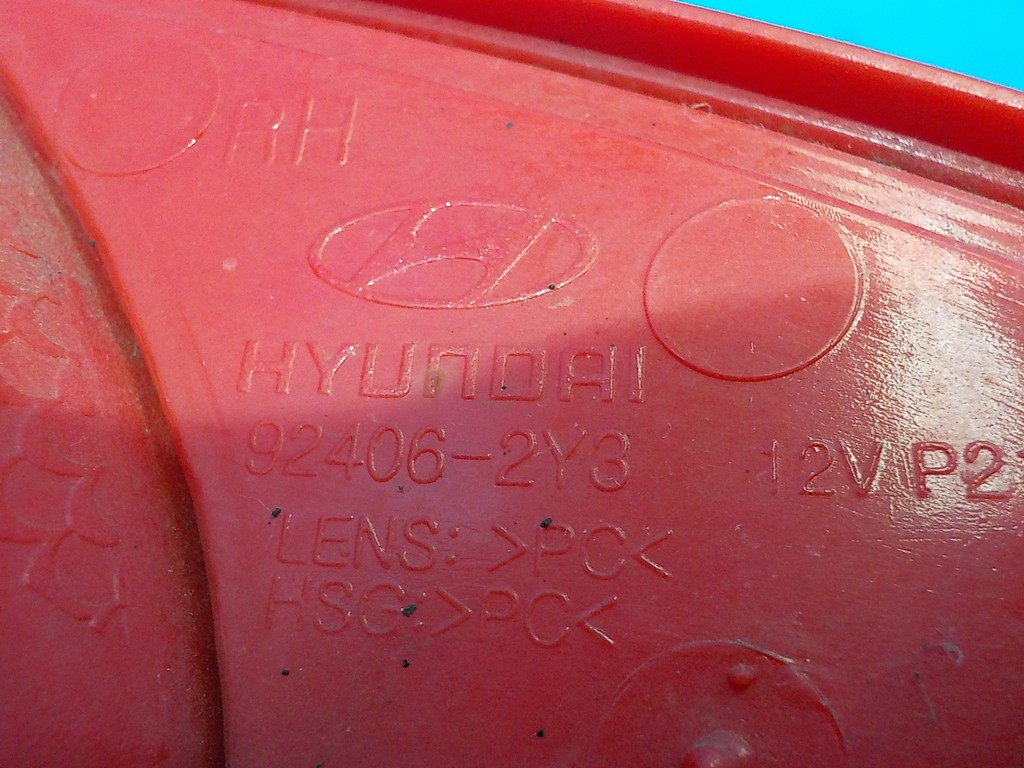 RH
HYUNDAI
92406-2Y3
12V P2
LENS: >PC<
HSG:>PC<